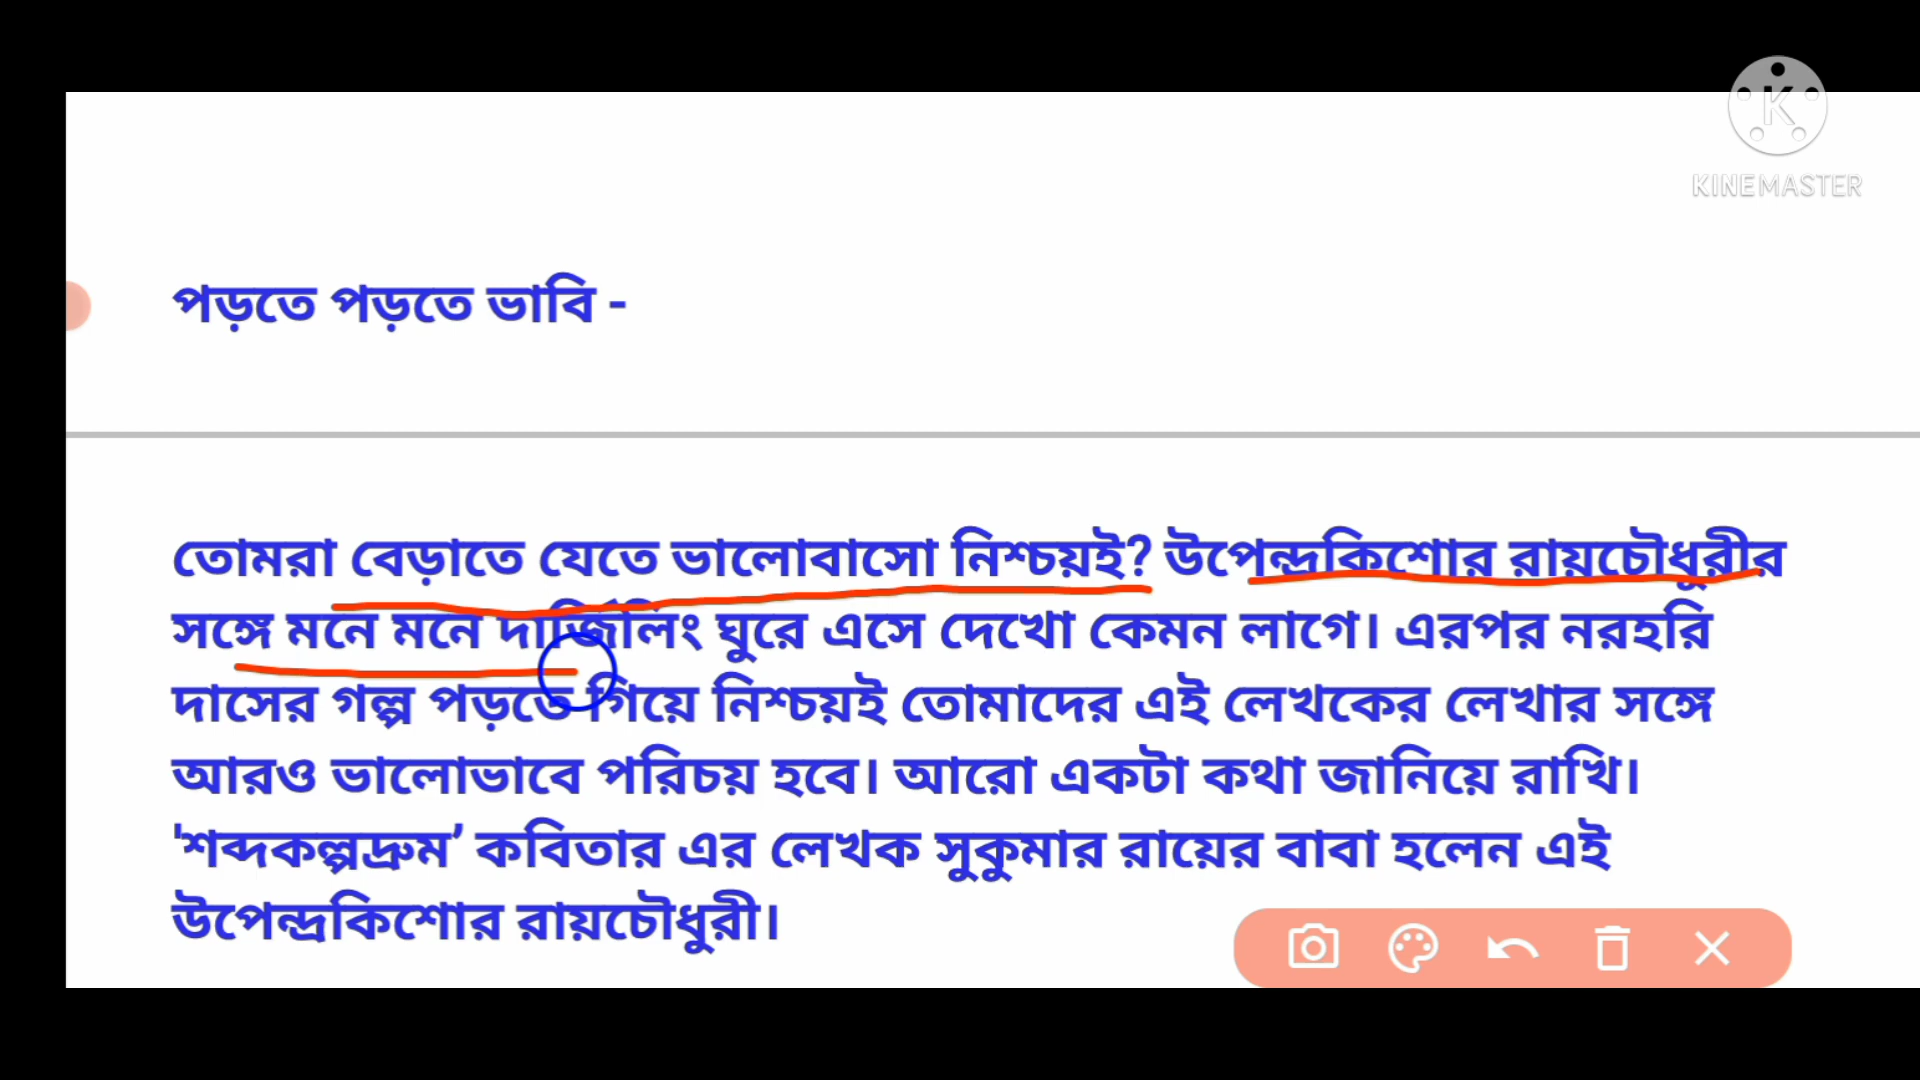 KINEMASTER
পড়তে পড়তে ভাবি -
তোমরা বেড়াতে যেতে ভালোবাসো নিশ্চয়ই? উপেন্দ্রকিশোর রায়চৌধুরীর
সঙ্গে মনে মনে দার্জিলিং ঘুরে এসে দেখো কেমন লাগে। এরপর নরহরি
দাসের গল্প পড়তে গিয়ে নিশ্চয়ই তোমাদের এই লেখকের লেখার সঙ্গে
আরও ভালোভাবে পরিচয় হবে। আরো একটা কথা জানিয়ে রাখি।
'শব্দকল্পদ্রুম’ কবিতার এর লেখক সুকুমার রায়ের বাবা হলেন এই
উপেন্দ্রকিশোর রায়চৌধুরী।